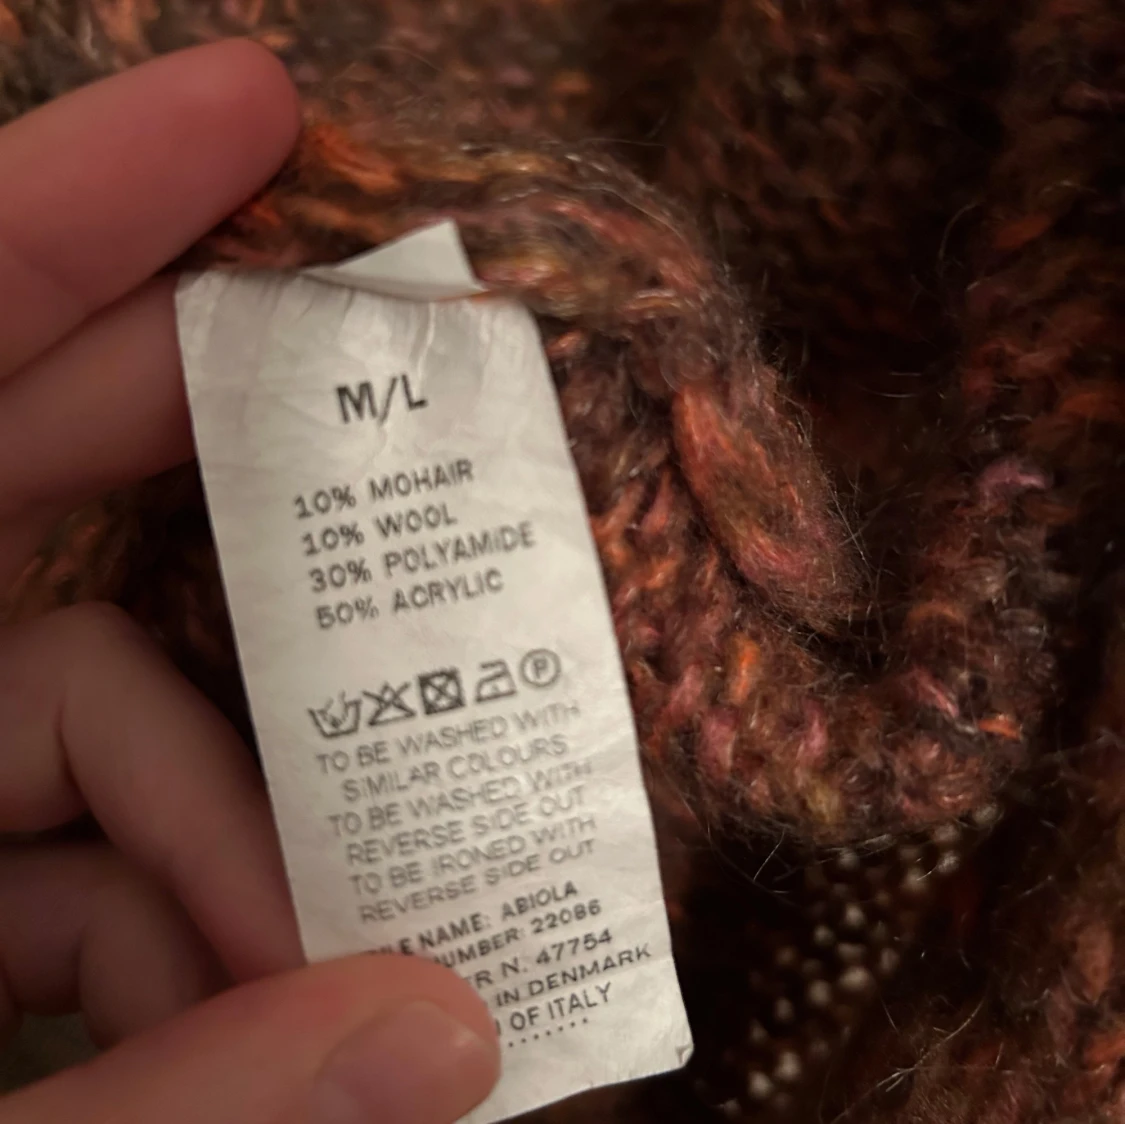 M/L
10% MOHAIR
10% WOOL
30% POLYAMIDE
50% ACRYLIC
P
TO BE WASHED WITH
SIMILAR COLOURS
TO BE WASHED WITH
REVERSE SIDE OUT
TO BE IRONED WITH
REVERSE SIDE OUT
NAME: ABIOLA
22086
N. 47754
IN DENMARK
OF ITALY